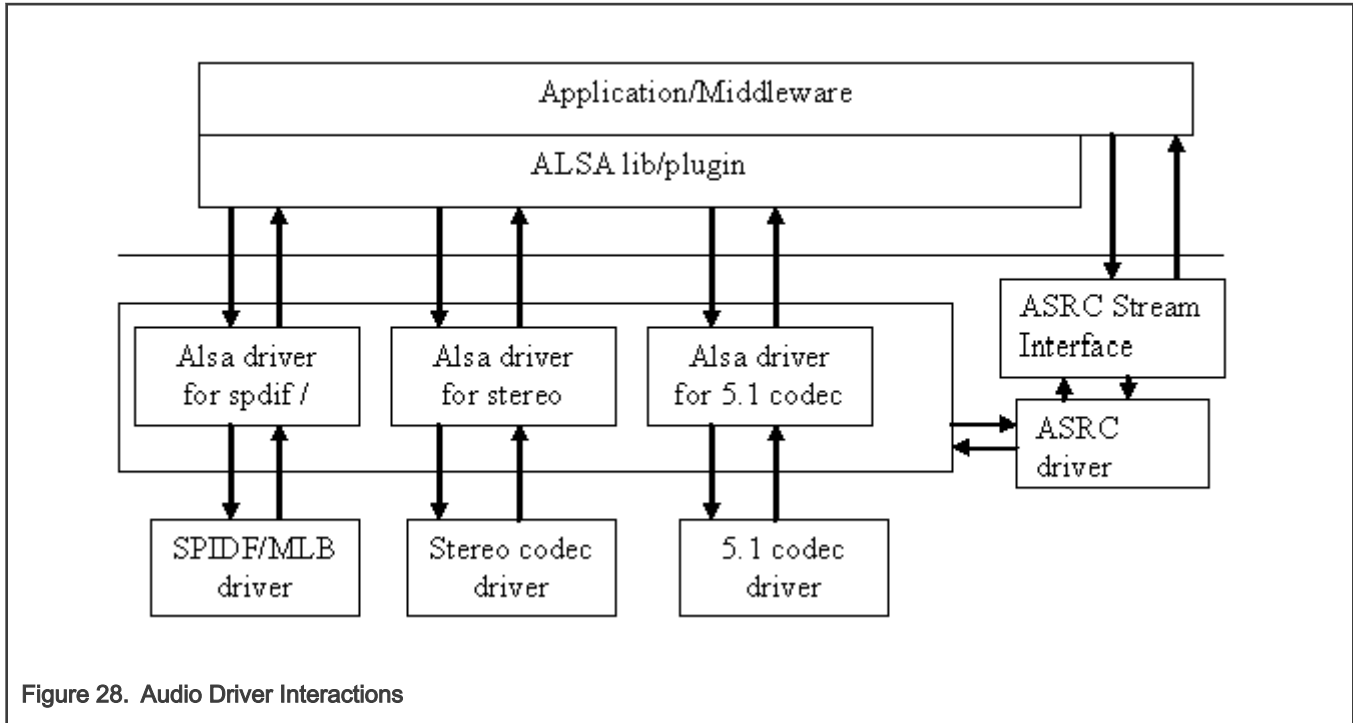 Application/Middleware
ALSA lib/plugin
ASRC Stream
Interface
Alsa driver
for spdif /
Alsa driver
for stereo
Alsa driver
for 5.1 codec
ASRC
driver
SPIDF/MLB
driver
Stereo codec
driver
5.1 codec
driver
Figure 28. Audio Driver Interactions